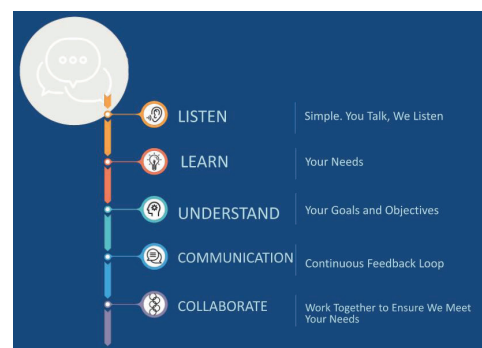 LISTEN
Simple. You Talk, We Listen
LEARN
Your Needs
UNDERSTAND
Your Goals and Objectives
COMMUNICATION
Continuous Feedback Loop
COLLABORATE
Work Together to Ensure We Meet
Your Needs